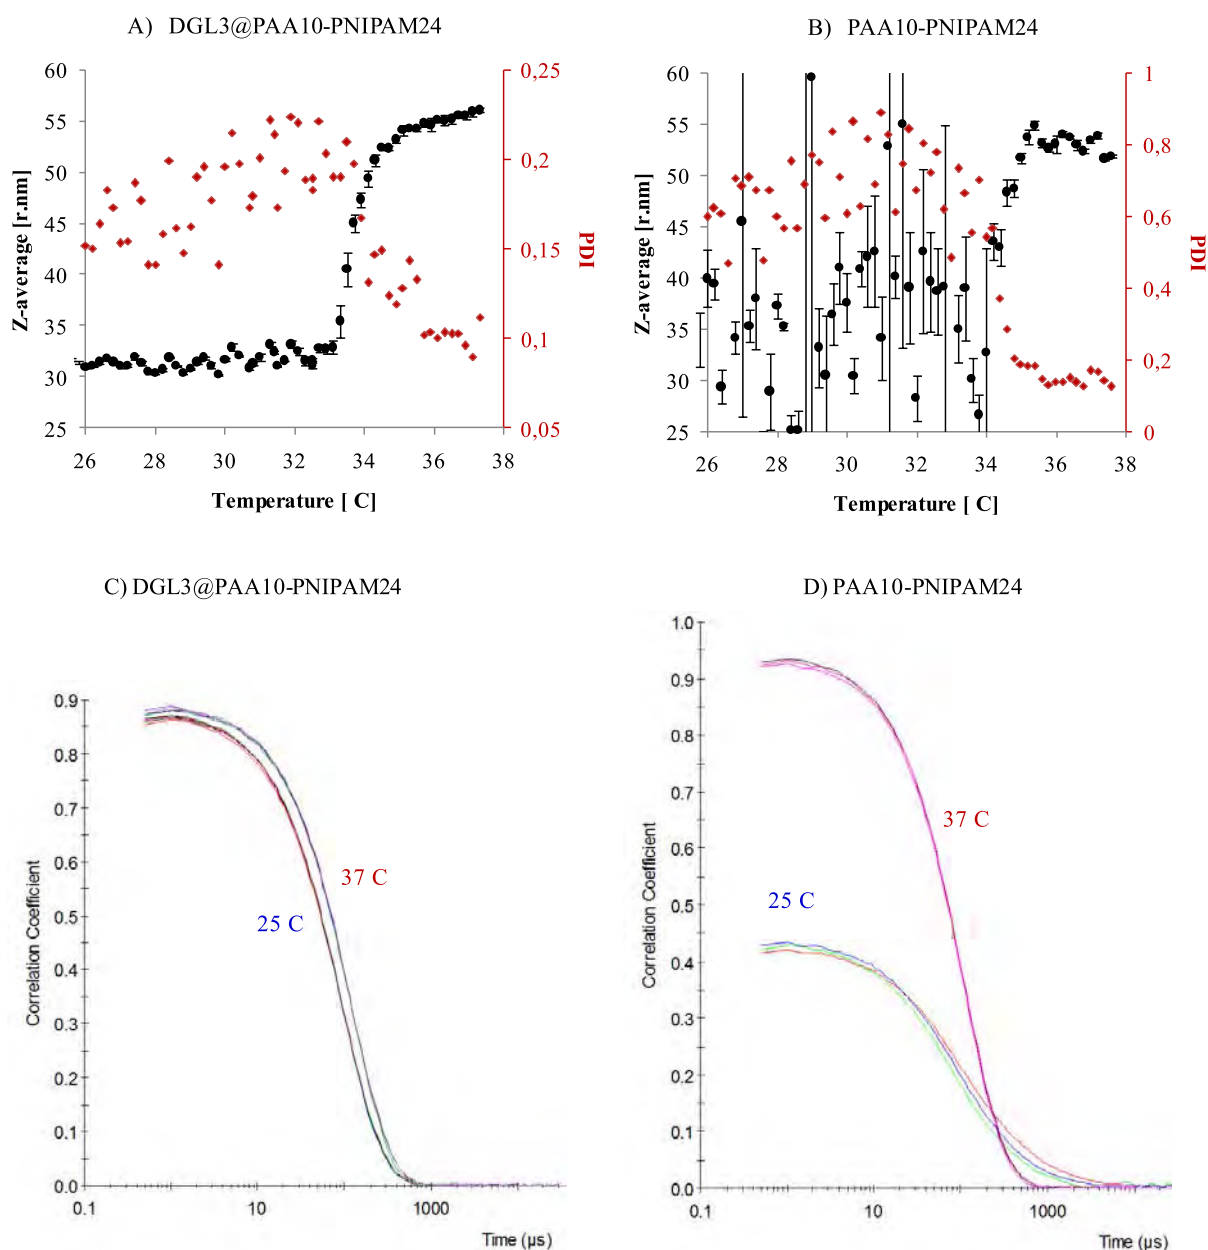 A) DGL3@PAA10-PNIPAM24
B) PAA10-PNIPAM24
60
55
50
45
40
35
30
25
Z-average [r.nm]
0,25
0,2
0,15
0,1
0,05
PDI
26 28 30 32 34 36 38
Temperature [ C]
60
55
50
45
40
35
30
25
Z-average [r.nm]
1
0,8
0,6
0,4
0,2
0
PDI
26 28 30 32 34 36 38
Temperature [ C]
C) DGL3@PAA10-PNIPAM24
D) PAA10-PNIPAM24
0.9
0.8
0.7
0.6
0.5
0.4
0.3
0.2
0.1
0.0
Correlation Coefficient
37 C
25 C
0.1 10 1000
Time (µs)
1.0
0.9
0.8
0.7
0.6
0.5
0.4
0.3
0.2
0.1
0.0
Correlation Coefficient
37 C
25 C
0.1 10 1000
Time (µs)